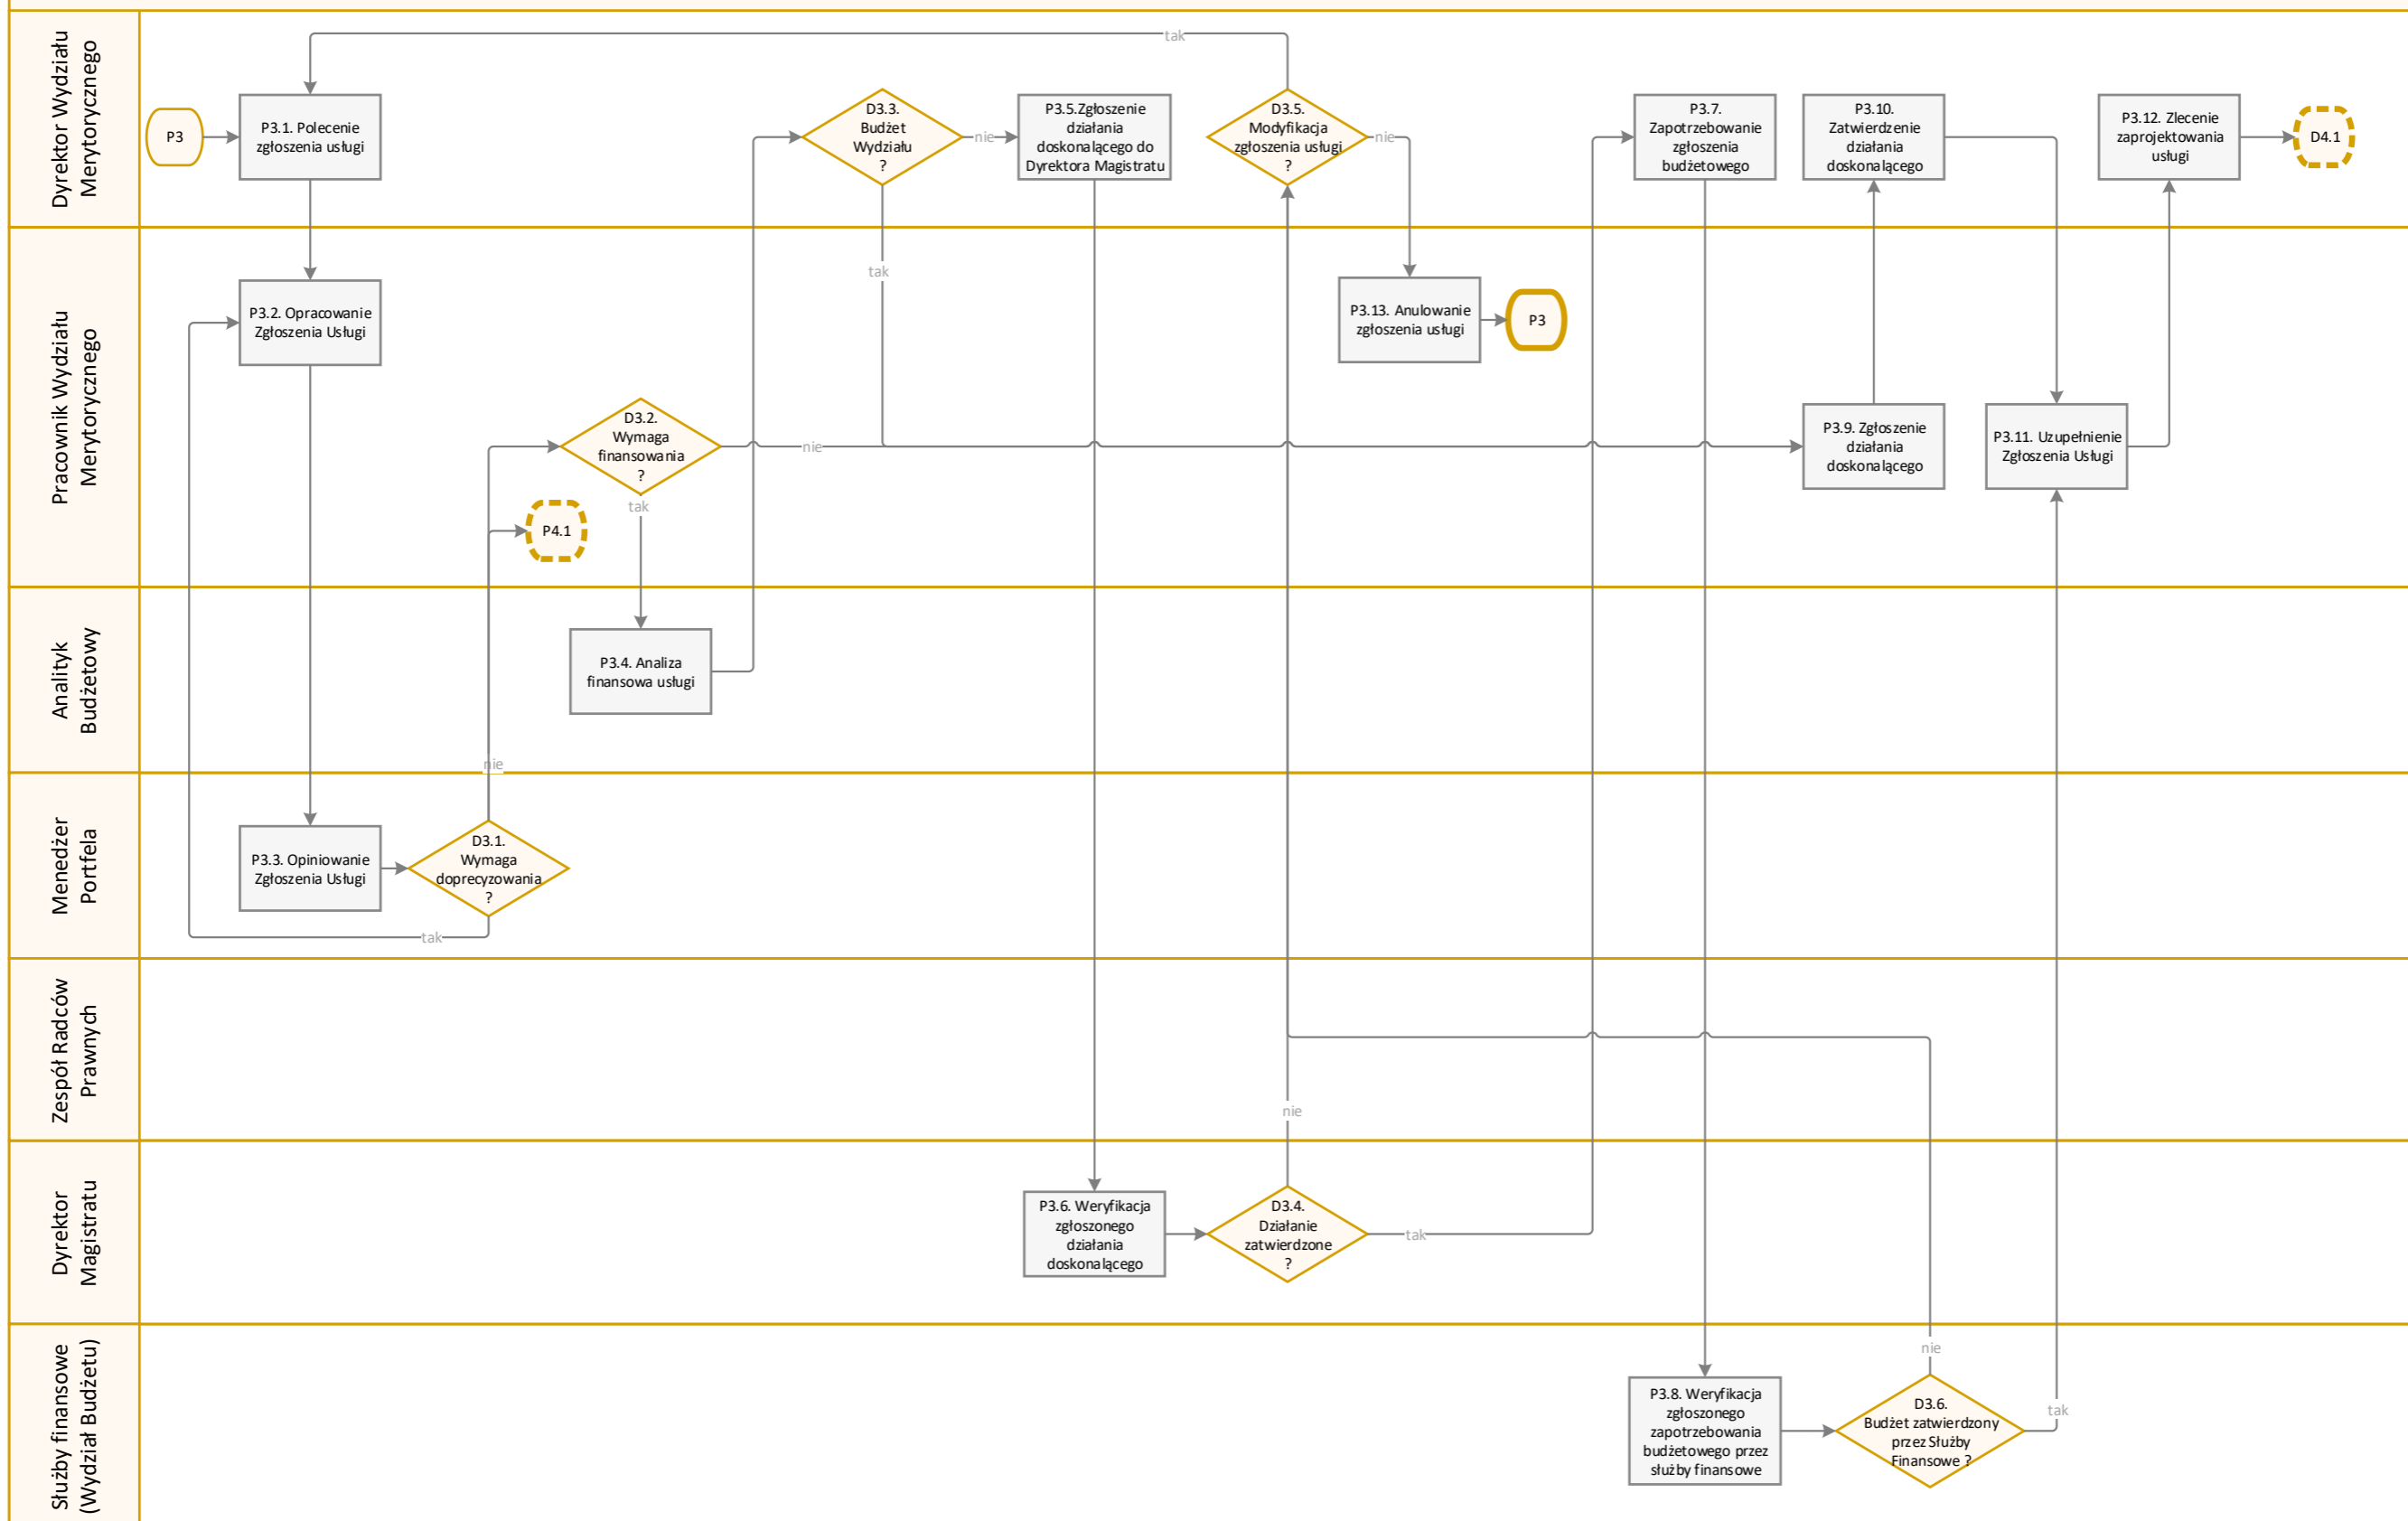 Dyrektor Wydziału
Merytorycznego
tak
P3
P3.1. Polecenie
zgłoszenia usługi
D3.3.
Budżet
Wydziału
?
nie
tak
P3.5.Zgłoszenie
działania
doskonalącego do
Dyrektora Magistratu
D3.5.
Modyfikacja
zgłoszenia usługi
?
nie
P3.7.
Zapotrzebowanie
zgłoszenia
budżetowego
P3.10.
Zatwierdzenie
działania
doskonalącego
P3.12. Zlecenie
zaprojektowania
usługi
D4.1
Pracownik Wydziału
Merytorycznego
P3.2. Opracowanie
Zgłoszenia Usługi
P3.13. Anulowanie
zgłoszenia usługi
P3
D3.2.
Wymaga
finansowania
?
nie
tak
P4.1
P3.9. Zgłoszenie
działania
doskonalącego
P3.11. Uzupełnienie
Zgłoszenia Usługi
Analityk
Budżetowy
P3.4. Analiza
finansowa usługi
nie
Menedżer
Portfela
P3.3. Opiniowanie
Zgłoszenia Usługi
D3.1.
Wymaga
doprecyzowania
?
tak
Zespół Radców
Prawnych
nie
Dyrektor
Magistratu
P3.6. Weryfikacja
zgłoszonego
działania
doskonalącego
D3.4.
Działanie
zatwierdzone
?
tak
Służby finansowe
(Wydział Budżetu)
P3.8. Weryfikacja
zgłoszonego
zapotrzebowania
budżetowego przez
służby finansowe
nie
D3.6.
Budżet zatwierdzony
przez Służby
Finansowe ?
tak